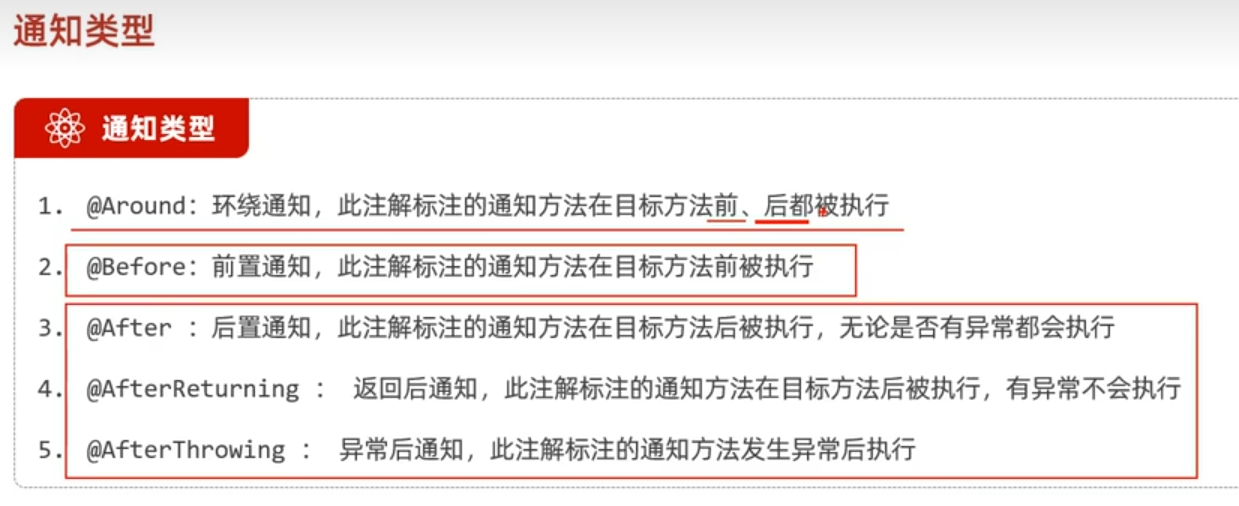 通知类型
通知类型
1. @Around：环绕通知，此注解标注的通知方法在目标方法前、后都被执行
2. @Before：前置通知，此注解标注的通知方法在目标方法前被执行
3. @After ：后置通知，此注解标注的通知方法在目标方法后被执行，无论是否有异常都会执行
4. @AfterReturning ： 返回后通知，此注解标注的通知方法在目标方法后被执行，有异常不会执行
5. @AfterThrowing ： 异常后通知，此注解标注的通知方法发生异常后执行